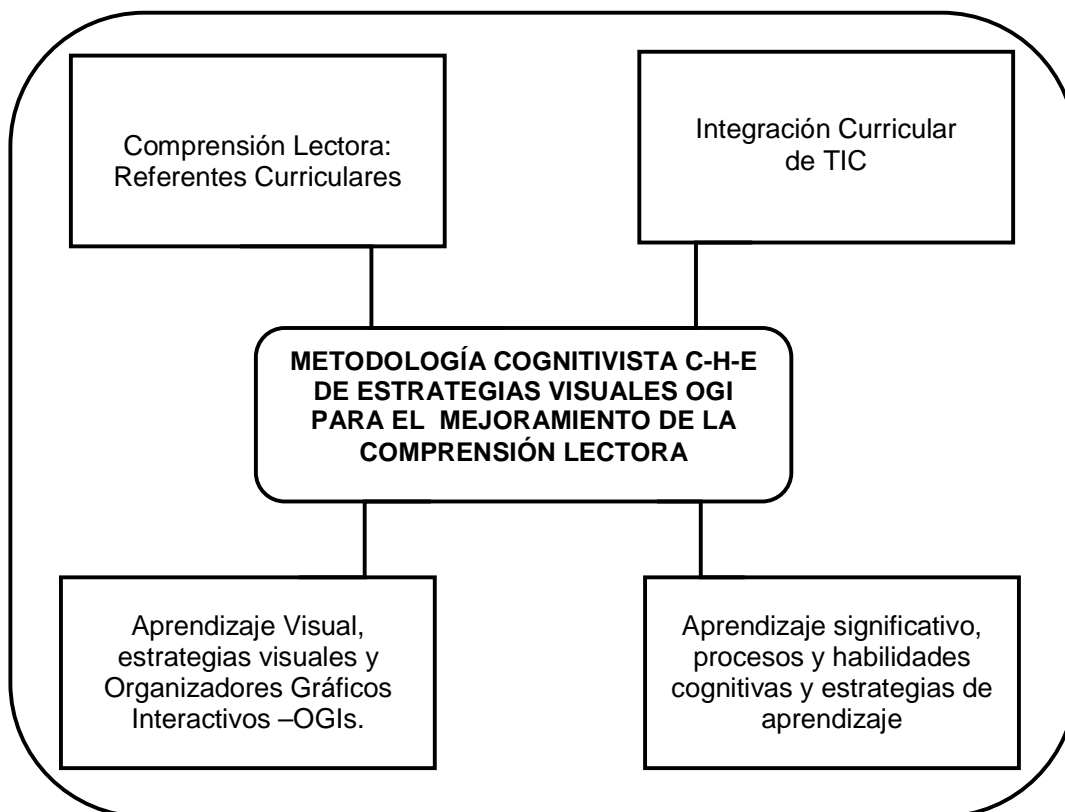 Comprensión Lectora:
Referentes Curriculares
Integración Curricular
de TIC
METODOLOGÍA COGNITIVISTA C-H-E
DE ESTRATEGIAS VISUALES OGI
PARA EL MEJORAMIENTO DE LA
COMPRENSIÓN LECTORA
Aprendizaje Visual,
estrategias visuales y
Organizadores Gráficos
Interactivos –OGIs.
Aprendizaje significativo,
procesos y habilidades
cognitivas y estrategias de
aprendizaje